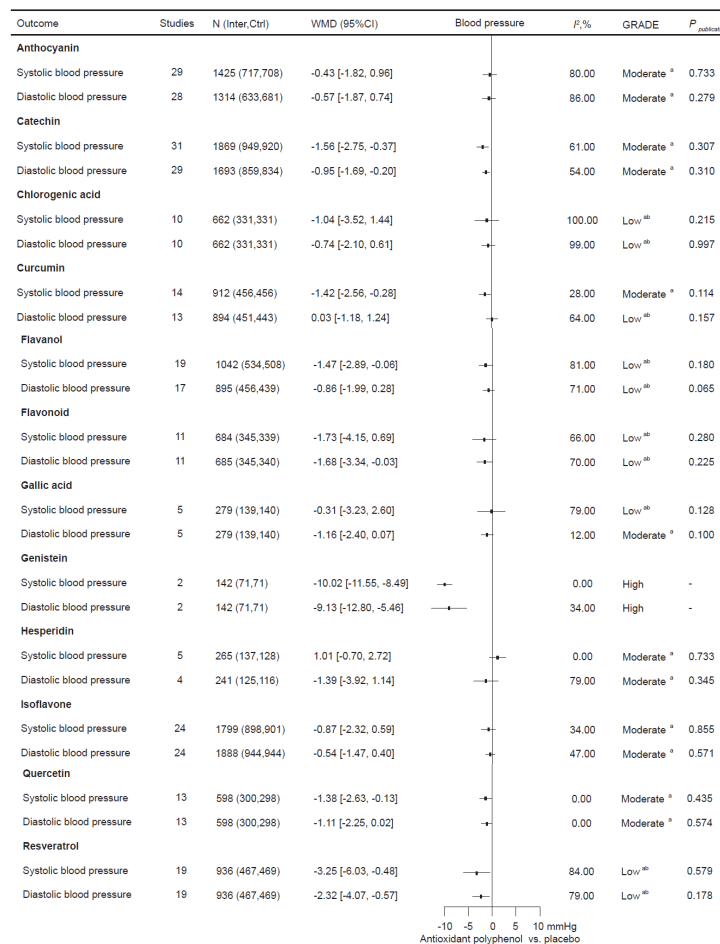 Outcome Studies N (Inter,Ctrl) WMD (95%CI) Blood pressure I²,% GRADE P publicat
Anthocyanin
Systolic blood pressure 29 1425 (717,708) -0.43 [-1.82, 0.96] 80.00 Moderate a 0.733
Diastolic blood pressure 28 1314 (633,681) -0.57 [-1.87, 0.74] 86.00 Moderate a 0.279
Catechin
Systolic blood pressure 31 1869 (949,920) -1.56 [-2.75, -0.37] 61.00 Moderate a 0.307
Diastolic blood pressure 29 1693 (859,834) -0.95 [-1.69, -0.20] 54.00 Moderate a 0.310
Chlorogenic acid
Systolic blood pressure 10 662 (331,331) -1.04 [-3.52, 1.44] 100.00 Low ab 0.215
Diastolic blood pressure 10 662 (331,331) -0.74 [-2.10, 0.61] 99.00 Low ab 0.997
Curcumin
Systolic blood pressure 14 912 (456,456) -1.42 [-2.56, -0.28] 28.00 Moderate a 0.114
Diastolic blood pressure 13 894 (451,443) 0.03 [-1.18, 1.24] 64.00 Low ab 0.157
Flavanol
Systolic blood pressure 19 1042 (534,508) -1.47 [-2.89, -0.06] 81.00 Low ab 0.180
Diastolic blood pressure 17 895 (456,439) -0.86 [-1.99, 0.28] 71.00 Low ab 0.065
Flavonoid
Systolic blood pressure 11 684 (345,339) -1.73 [-4.15, 0.69] 66.00 Low ab 0.280
Diastolic blood pressure 11 685 (345,340) -1.68 [-3.34, -0.03] 70.00 Low ab 0.225
Gallic acid
Systolic blood pressure 5 279 (139,140) -0.31 [-3.23, 2.60] 79.00 Low ab 0.128
Diastolic blood pressure 5 279 (139,140) -1.16 [-2.40, 0.07] 12.00 Moderate a 0.100
Genistein
Systolic blood pressure 2 142 (71,71) -10.02 [-11.55, -8.49] 0.00 High -
Diastolic blood pressure 2 142 (71,71) -9.13 [-12.80, -5.46] 34.00 High -
Hesperidin
Systolic blood pressure 5 265 (137,128) 1.01 [-0.70, 2.72] 0.00 Moderate a 0.733
Diastolic blood pressure 4 241 (125,116) -1.39 [-3.92, 1.14] 79.00 Moderate a 0.345
Isoflavone
Systolic blood pressure 24 1799 (898,901) -0.87 [-2.32, 0.59] 34.00 Moderate a 0.855
Diastolic blood pressure 24 1888 (944,944) -0.54 [-1.47, 0.40] 47.00 Moderate a 0.571
Quercetin
Systolic blood pressure 13 598 (300,298) -1.38 [-2.63, -0.13] 0.00 Moderate a 0.435
Diastolic blood pressure 13 598 (300,298) -1.11 [-2.25, 0.02] 0.00 Moderate a 0.574
Resveratrol
Systolic blood pressure 19 936 (467,469) -3.25 [-6.03, -0.48] 84.00 Low ab 0.579
Diastolic blood pressure 19 936 (467,469) -2.32 [-4.07, -0.57] 79.00 Low ab 0.178
-10 -5 0 5 10 mmHg
Antioxidant polyphenol vs. placebo